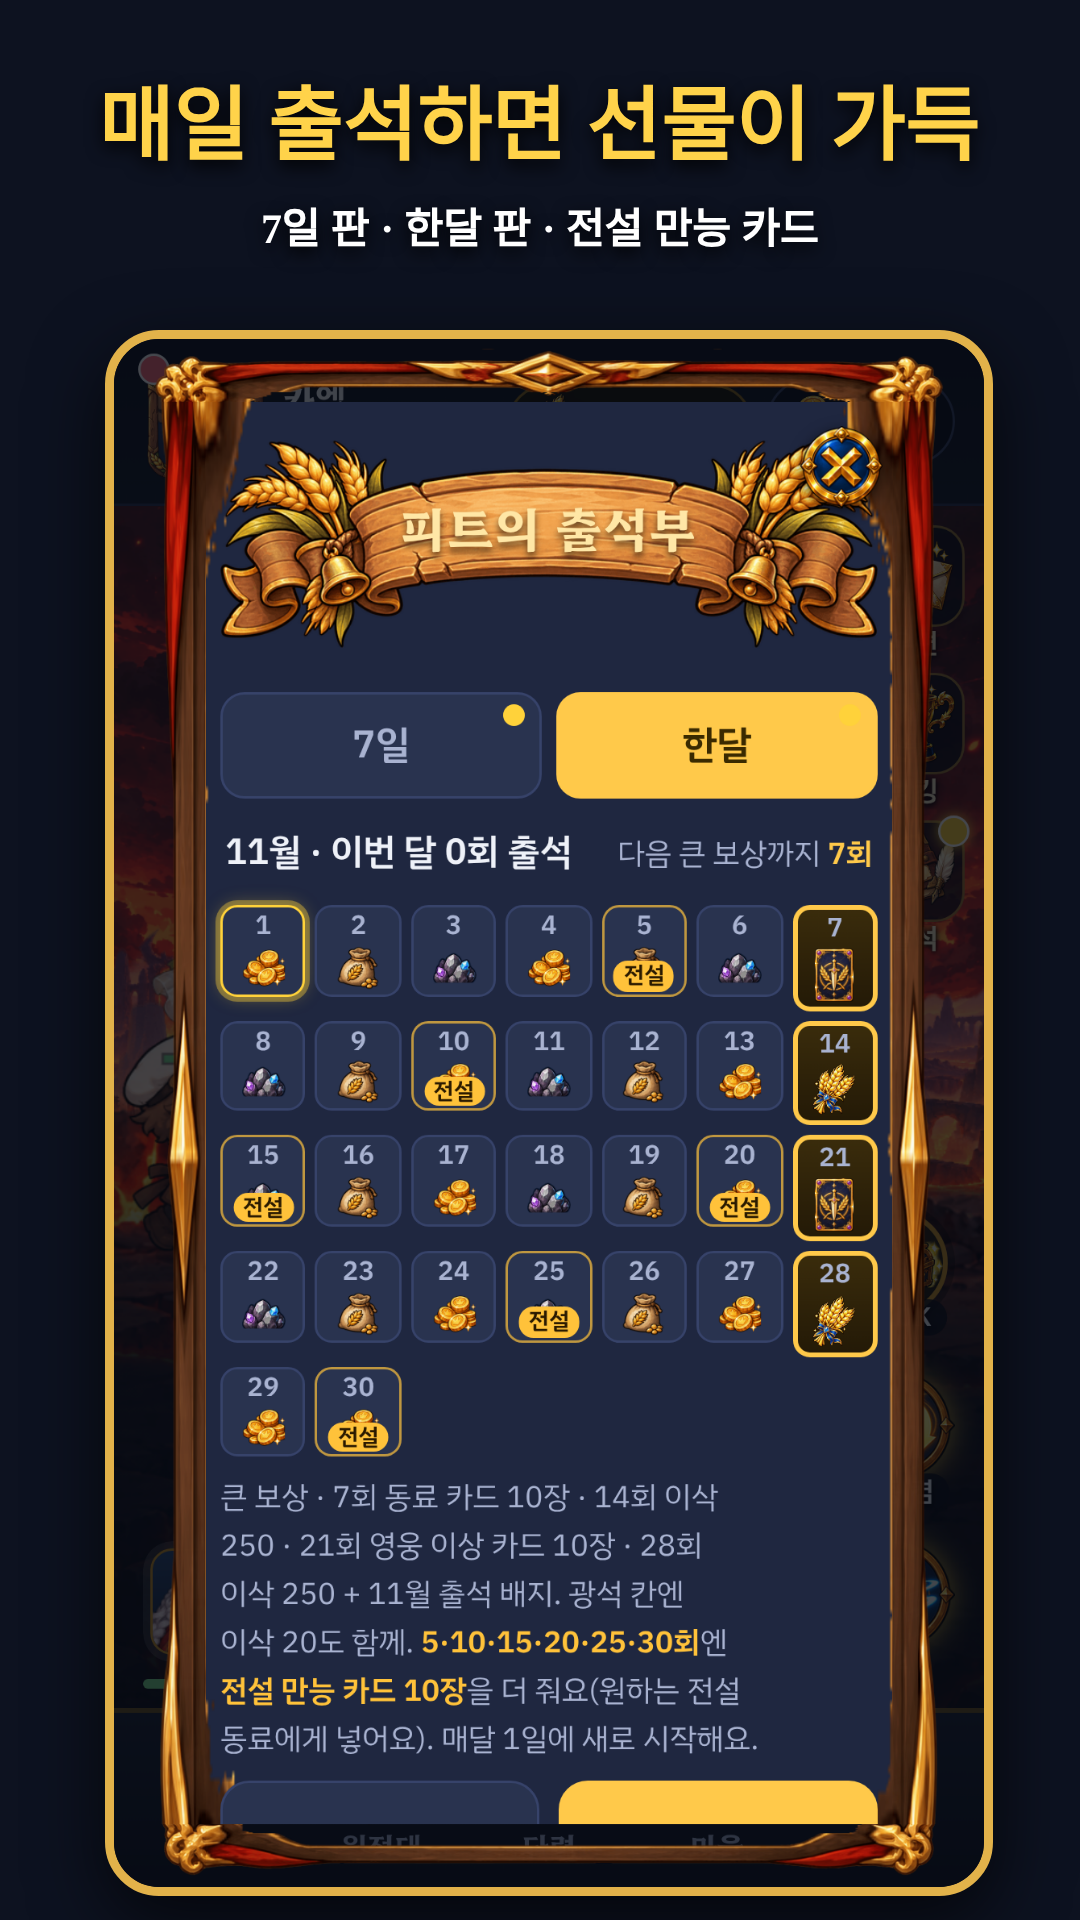 매일 출석하면 선물이 가득
7일 판 · 한달 판 · 전설 만능 카드
칸엔
피트의 출석부
7일
한달
11월 · 이번 달 0회 출석
다음 큰 보상까지 7회
1 2 3 4 5 6 7
전설
8 9 10 11 12 13 14
전설
15 16 17 18 19 20 21
전설 전설
22 23 24 25 26 27 28
전설
29 30
전설
큰 보상 · 7회 동료 카드 10장 · 14회 이삭
250 · 21회 영웅 이상 카드 10장 · 28회
이삭 250 + 11월 출석 배지. 광석 칸엔
이삭 20도 함께. 5·10·15·20·25·30회엔
전설 만능 카드 10장을 더 줘요(원하는 전설
동료에게 넣어요). 매달 1일에 새로 시작해요.